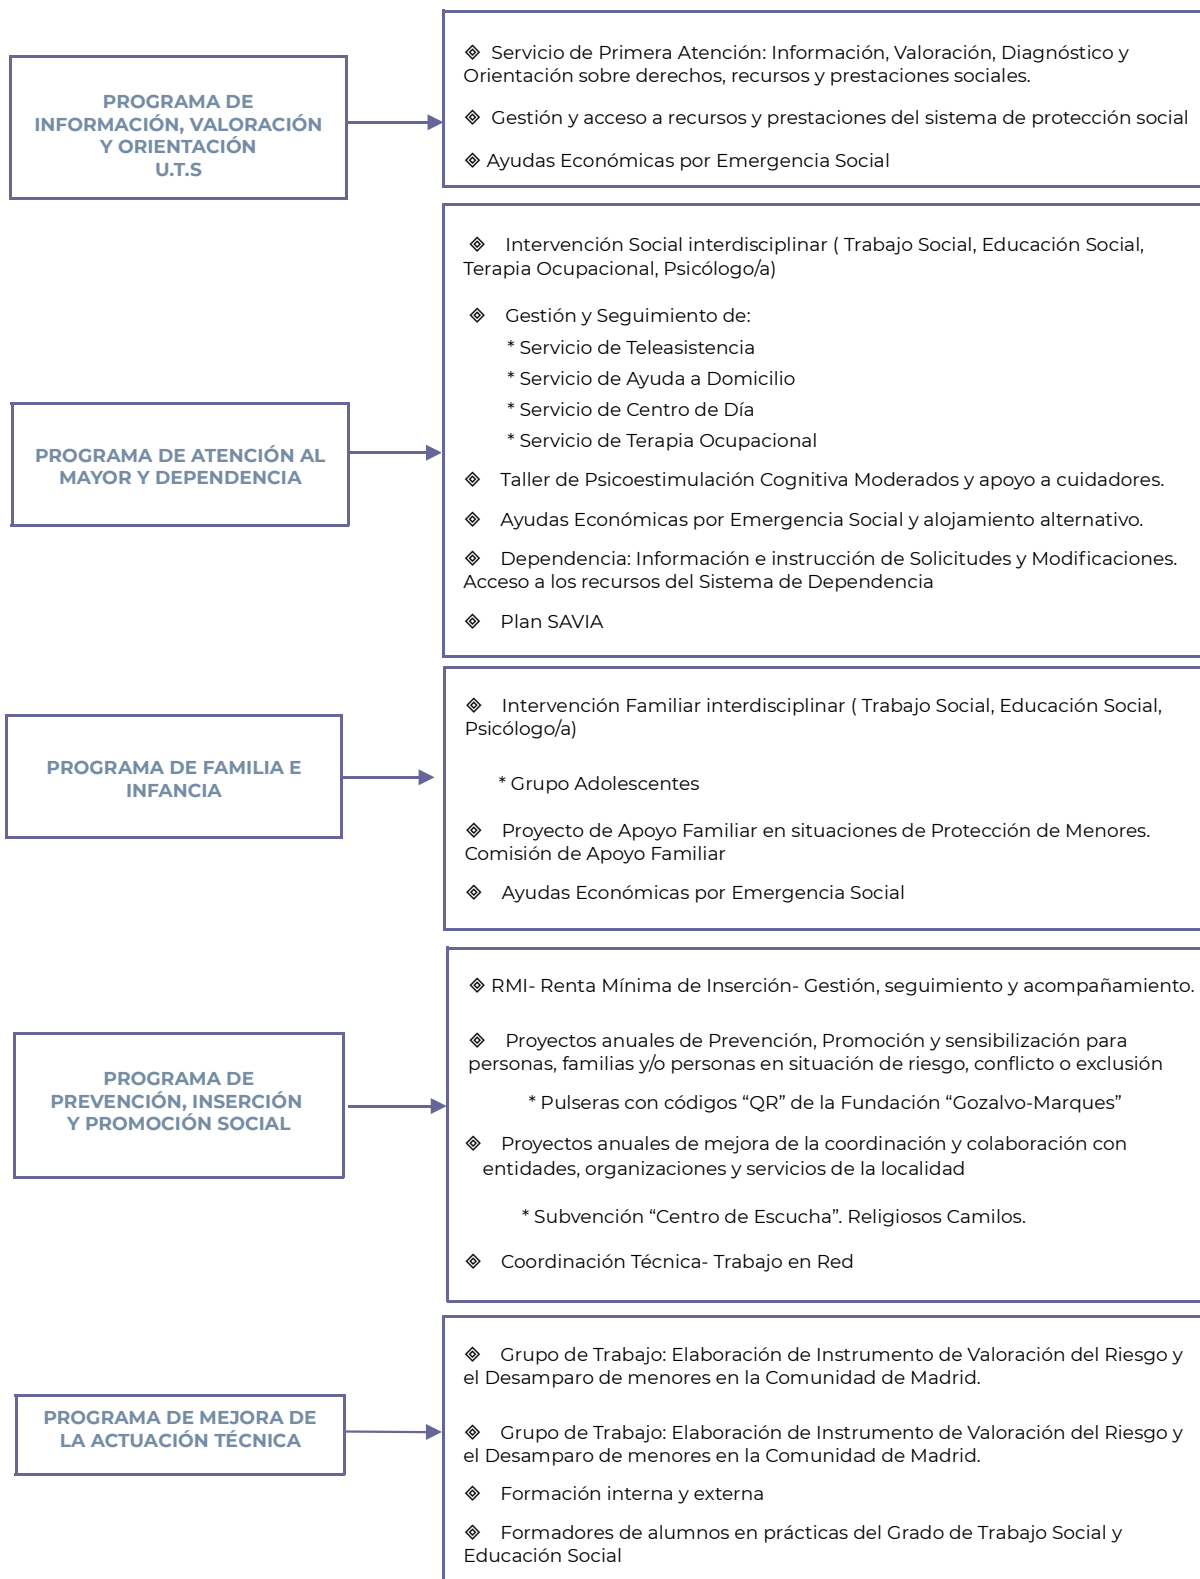 PROGRAMA DE
INFORMACIÓN, VALORACIÓN
Y ORIENTACIÓN
U.T.S
◈ Servicio de Primera Atención: Información, Valoración, Diagnóstico y
Orientación sobre derechos, recursos y prestaciones sociales.
◈ Gestión y acceso a recursos y prestaciones del sistema de protección social
◈ Ayudas Económicas por Emergencia Social
PROGRAMA DE ATENCIÓN AL
MAYOR Y DEPENDENCIA
◈ Intervención Social interdisciplinar ( Trabajo Social, Educación Social,
Terapia Ocupacional, Psicólogo/a)
◈ Gestión y Seguimiento de:
* Servicio de Teleasistencia
* Servicio de Ayuda a Domicilio
* Servicio de Centro de Día
* Servicio de Terapia Ocupacional
◈ Taller de Psicoestimulación Cognitiva Moderados y apoyo a cuidadores.
◈ Ayudas Económicas por Emergencia Social y alojamiento alternativo.
◈ Dependencia: Información e instrucción de Solicitudes y Modificaciones.
Acceso a los recursos del Sistema de Dependencia
◈ Plan SAVIA
PROGRAMA DE FAMILIA E
INFANCIA
◈ Intervención Familiar interdisciplinar ( Trabajo Social, Educación Social,
Psicólogo/a)
* Grupo Adolescentes
◈ Proyecto de Apoyo Familiar en situaciones de Protección de Menores.
Comisión de Apoyo Familiar
◈ Ayudas Económicas por Emergencia Social
PROGRAMA DE
PREVENCIÓN, INSERCIÓN
Y PROMOCIÓN SOCIAL
◈ RMI- Renta Mínima de Inserción- Gestión, seguimiento y acompañamiento.
◈ Proyectos anuales de Prevención, Promoción y sensibilización para
personas, familias y/o personas en situación de riesgo, conflicto o exclusión
* Pulseras con códigos “QR” de la Fundación “Gozalvo-Marques”
◈ Proyectos anuales de mejora de la coordinación y colaboración con
entidades, organizaciones y servicios de la localidad
* Subvención “Centro de Escucha”. Religiosos Camilos.
◈ Coordinación Técnica- Trabajo en Red
PROGRAMA DE MEJORA DE
LA ACTUACIÓN TÉCNICA
◈ Grupo de Trabajo: Elaboración de Instrumento de Valoración del Riesgo y
el Desamparo de menores en la Comunidad de Madrid.
◈ Grupo de Trabajo: Elaboración de Instrumento de Valoración del Riesgo y
el Desamparo de menores en la Comunidad de Madrid.
◈ Formación interna y externa
◈ Formadores de alumnos en prácticas del Grado de Trabajo Social y
Educación Social